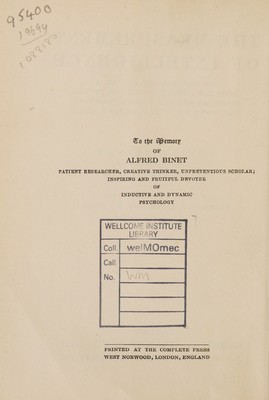 95400
To the Memory
OF
ALFRED BINET
PATIENT RESEARCHER, CREATIVE THINKER, UNPRETENTIOUS SCHOLAR;
INSPIRING AND FRUITFUL DEVOTEE
OF
INDUCTIVE AND DYNAMIC
PSYCHOLOGY
WELLCOME INSTITUTE
LIBRARY
Coll. welMOmec
Call
No. WM
PRINTED AT THE COMPLETE PRESS
WEST NORWOOD, LONDON, ENGLAND